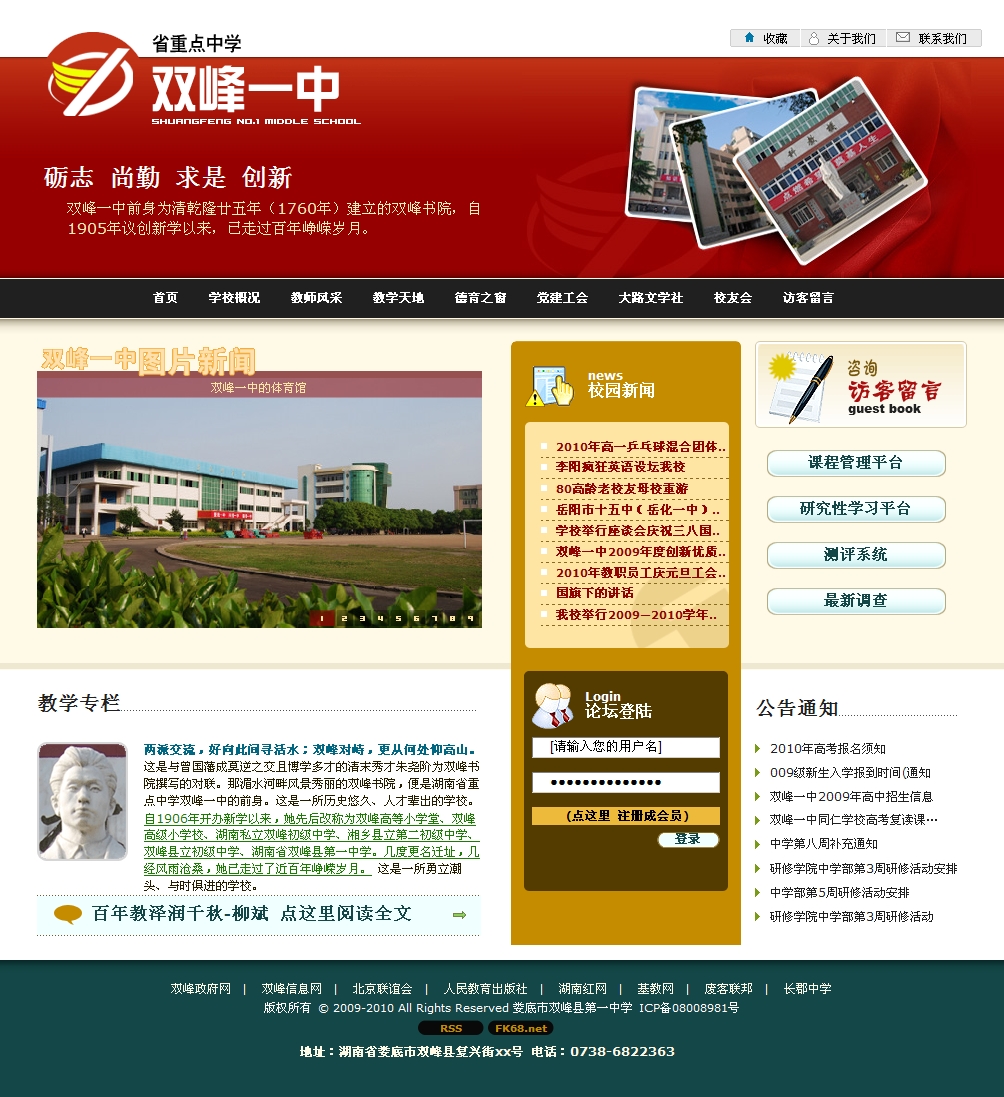 省重点中学
收藏 关于我们 联系我们
双峰一中
SHUANGFENG NO.1 MIDDLE SCHOOL
砺志 尚勤 求是 创新
双峰一中前身为清乾隆廿五年（1760年）建立的双峰书院，自
1905年议创新学以来，已走过百年峥嵘岁月。
首页 学校概况 教师风采 教学天地 德育之窗 党建工会 大路文学社 校友会 访客留言
双峰一中图片新闻
双峰一中的体育馆
1 2 3 4 5 6 7 8 9
news
校园新闻
2010年高一乒乓球混合团体..
李阳疯狂英语设坛我校
80高龄老校友母校重游
岳阳市十五中（岳化一中）..
学校举行座谈会庆祝三八国..
双峰一中2009年度创新优质..
2010年教职员工庆元旦工会..
国旗下的讲话
我校举行2009—2010学年..
咨询
访客留言
guest book
课程管理平台
研究性学习平台
测评系统
最新调查
教学专栏
两派交流，好向此间寻活水；双峰对峙，更从何处仰高山。
这是与曾国藩成莫逆之交且博学多才的清末秀才朱尧阶为双峰书
院撰写的对联。那湄水河畔风景秀丽的双峰书院，便是湖南省重
点中学双峰一中的前身。这是一所历史悠久、人才辈出的学校。
自1906年开办新学以来，她先后改称为双峰高等小学堂、双峰
高级小学校、湖南私立双峰初级中学、湘乡县立第二初级中学、
双峰县立初级中学、湖南省双峰县第一中学。几度更名迁址，几
经风雨沧桑，她已走过了近百年峥嵘岁月。 这是一所勇立潮
头、与时俱进的学校。
百年教泽润千秋-柳斌 点这里阅读全文
Login
论坛登陆
[请输入您的用户名]
●●●●●●●●●●●●●●
(点这里 注册成会员)
登录
公告通知
2010年高考报名须知
009级新生入学报到时间(通知
双峰一中2009年高中招生信息
双峰一中同仁学校高考复读课…
中学第八周补充通知
研修学院中学部第3周研修活动安排
中学部第5周研修活动安排
研修学院中学部第3周研修活动
双峰政府网 | 双峰信息网 | 北京联谊会 | 人民教育出版社 | 湖南红网 | 基教网 | 废客联邦 | 长郡中学
版权所有 © 2009-2010 All Rights Reserved 娄底市双峰县第一中学 ICP备08008981号
RSS FK68.net
地址：湖南省娄底市双峰县复兴街xx号 电话：0738-6822363